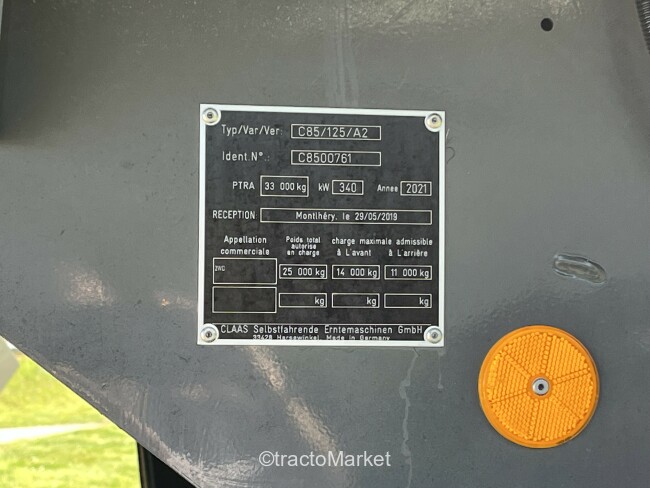 Typ/Var/Ver: C85/125/A2
Ident.N°.: C8500761
PTRA 33 000 kg kW 340 Annee 2021
RECEPTION Montlhéry, le 29/05/2019
Appellation commerciale Poids total autorise en charge charge maximale admissible à L'avant à L'arrière
2WD 25 000 kg 14 000 kg 11 000 kg
kg kg kg
CLAAS Selbstfahrende Erntemaschinen GmbH
33428 Harsewinkel, Made in Germany
©tractoMarket